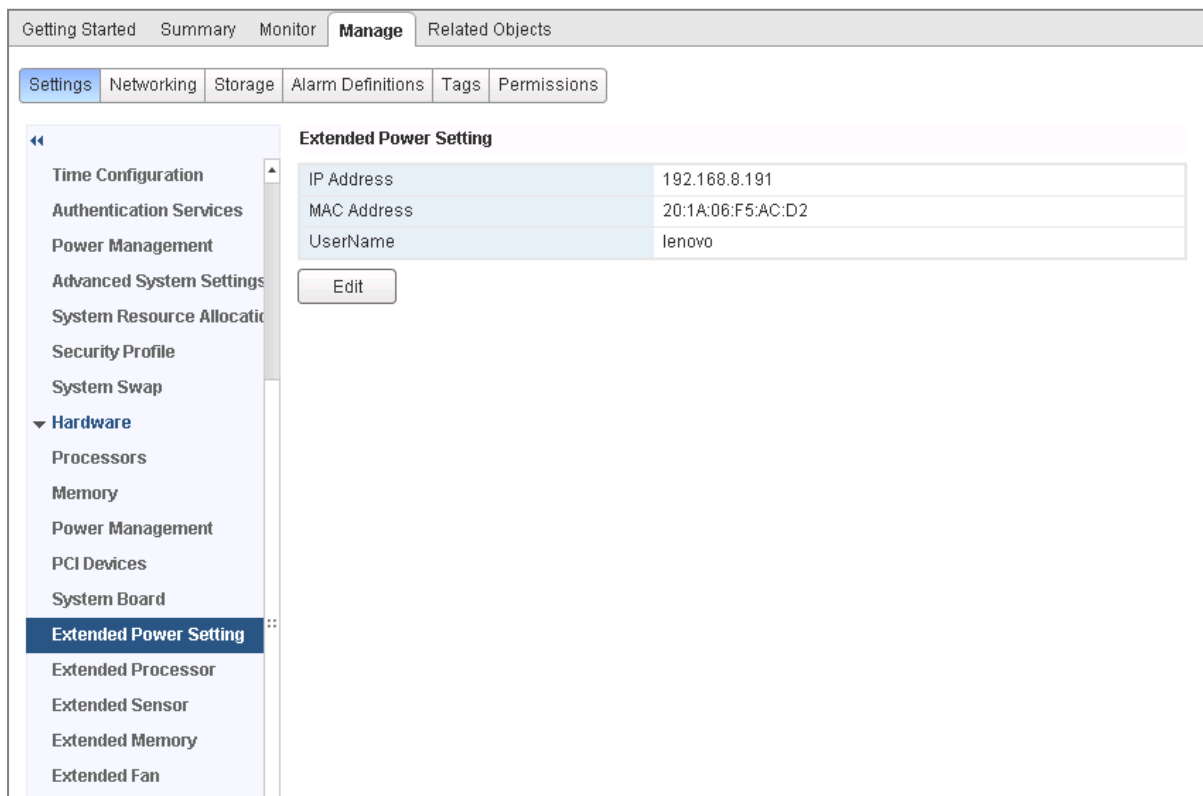 Getting Started Summary Monitor Manage Related Objects
Settings Networking Storage Alarm Definitions Tags Permissions
Time Configuration
Authentication Services
Power Management
Advanced System Settings
System Resource Allocatio
Security Profile
System Swap
Hardware
Processors
Memory
Power Management
PCI Devices
System Board
Extended Power Setting
Extended Processor
Extended Sensor
Extended Memory
Extended Fan
Extended Power Setting
IP Address 192.168.8.191
MAC Address 20:1A:06:F5:AC:D2
UserName lenovo
Edit